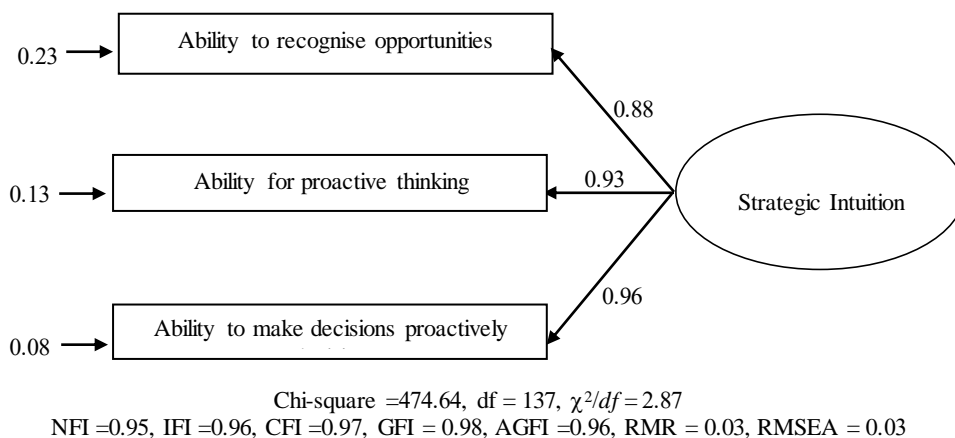 Ability to recognise opportunities
0.23
0.88
Ability for proactive thinking
0.93
0.13
Strategic Intuition
0.96
Ability to make decisions proactively
0.08
Chi-square =474.64, df = 137, χ²/df = 2.87
NFI =0.95, IFI =0.96, CFI =0.97, GFI = 0.98, AGFI =0.96, RMR = 0.03, RMSEA = 0.03